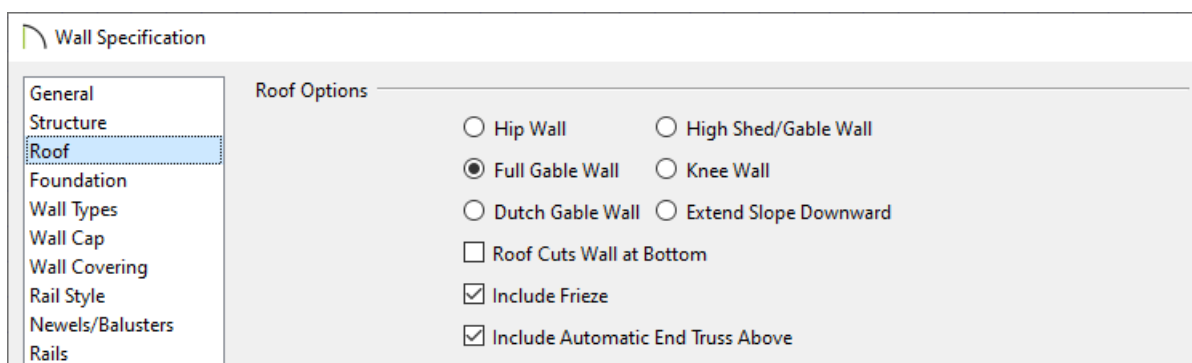 Wall Specification
General
Structure
Roof
Foundation
Wall Types
Wall Cap
Wall Covering
Rail Style
Newels/Balusters
Rails
Roof Options
Hip Wall
High Shed/Gable Wall
Full Gable Wall
Knee Wall
Dutch Gable Wall
Extend Slope Downward
Roof Cuts Wall at Bottom
Include Frieze
Include Automatic End Truss Above